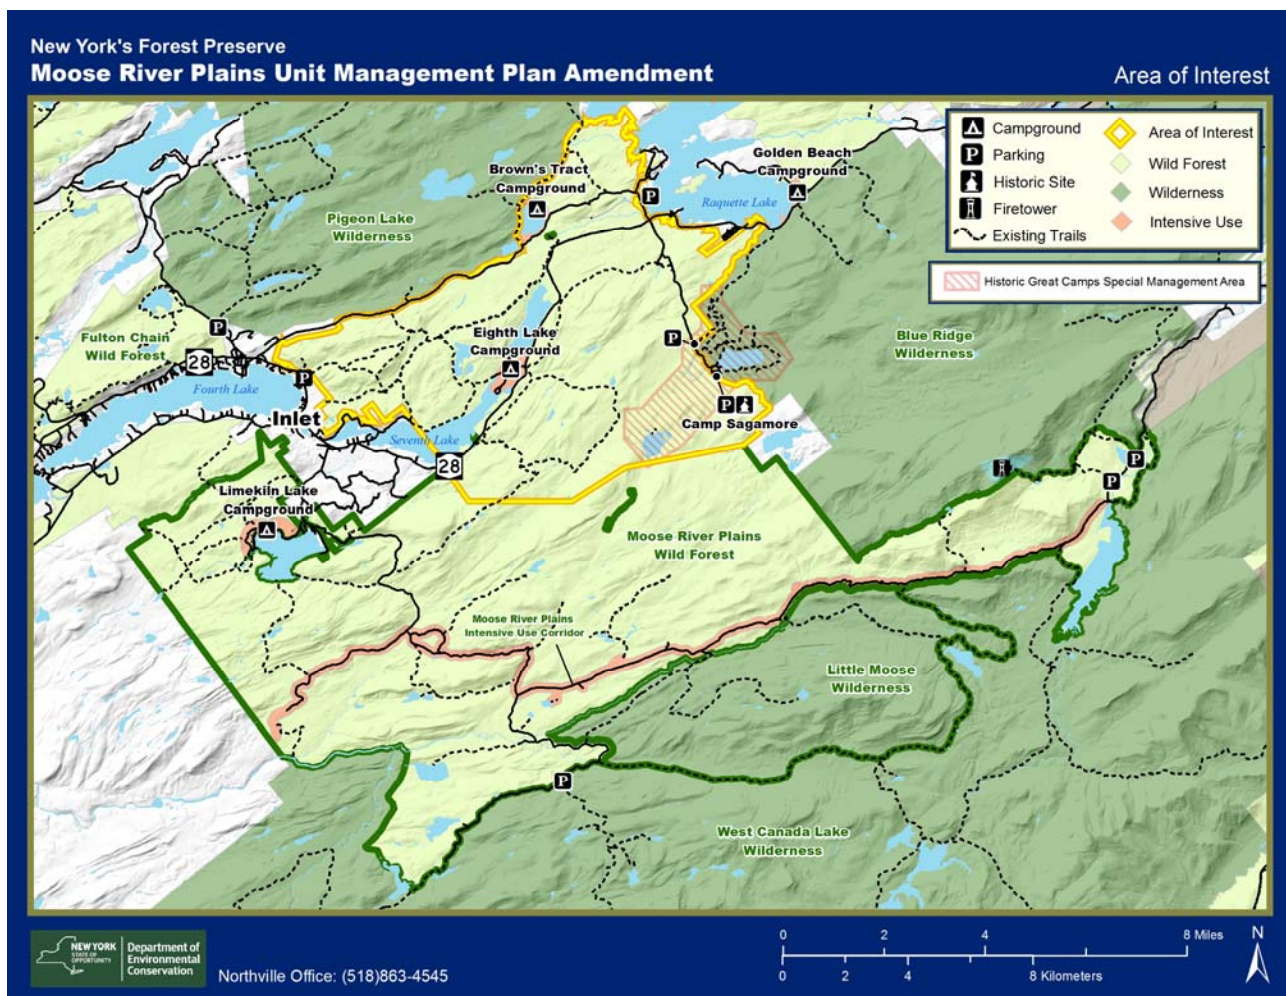 New York's Forest Preserve
Moose River Plains Unit Management Plan Amendment
Area of Interest
Campground
Parking
Historic Site
Firetower
Existing Trails
Area of Interest
Wild Forest
Wilderness
Intensive Use
Historic Great Camps Special Management Area
Brown's Tract
Campground
Golden Beach
Campground
Raquette Lake
Pigeon Lake
Wilderness
Fulton Chain
Wild Forest
28
Fourth Lake
Eighth Lake
Campground
Blue Ridge
Wilderness
Inlet
Camp Sagamore
Seventh Lake
28
Limekiln Lake
Campground
Moose River Plains
Wild Forest
Moose River Plains
Intensive Use Corridor
Little Moose
Wilderness
West Canada Lake
Wilderness
NEW YORK
STATE OF
OPPORTUNITY
Department of
Environmental
Conservation
Northville Office: (518)863-4545
0 2 4 8 Miles
0 2 4 8 Kilometers
N
P
P
P
P
P
P
P
P
P